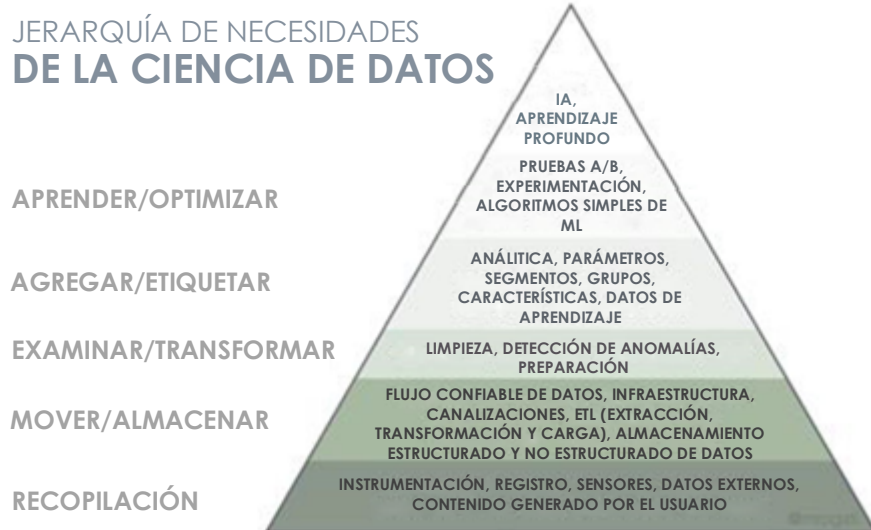 JERARQUÍA DE NECESIDADES
DE LA CIENCIA DE DATOS
IA,
APRENDIZAJE
PROFUNDO
APRENDER/OPTIMIZAR
PRUEBAS A/B,
EXPERIMENTACIÓN,
ALGORITMOS SIMPLES DE
ML
AGREGAR/ETIQUETAR
ANÁLITICA, PARÁMETROS,
SEGMENTOS, GRUPOS,
CARACTERÍSTICAS, DATOS DE
APRENDIZAJE
EXAMINAR/TRANSFORMAR
LIMPIEZA, DETECCIÓN DE ANOMALÍAS,
PREPARACIÓN
MOVER/ALMACENAR
FLUJO CONFIABLE DE DATOS, INFRAESTRUCTURA,
CANALIZACIONES, ETL (EXTRACCIÓN,
TRANSFORMACIÓN Y CARGA), ALMACENAMIENTO
ESTRUCTURADO Y NO ESTRUCTURADO DE DATOS
RECOPILACIÓN
INSTRUMENTACIÓN, REGISTRO, SENSORES, DATOS EXTERNOS,
CONTENIDO GENERADO POR EL USUARIO